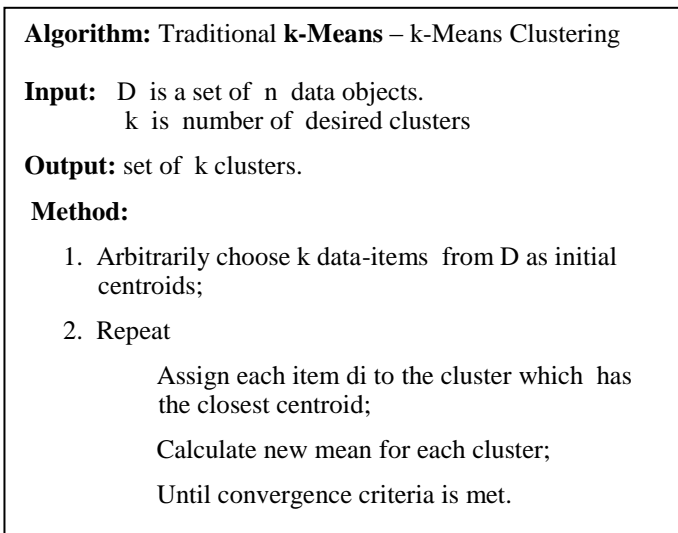 Algorithm: Traditional k-Means – k-Means Clustering
Input: D is a set of n data objects.
k is number of desired clusters
Output: set of k clusters.
Method:
1. Arbitrarily choose k data-items from D as initial
centroids;
2. Repeat
Assign each item di to the cluster which has
the closest centroid;
Calculate new mean for each cluster;
Until convergence criteria is met.